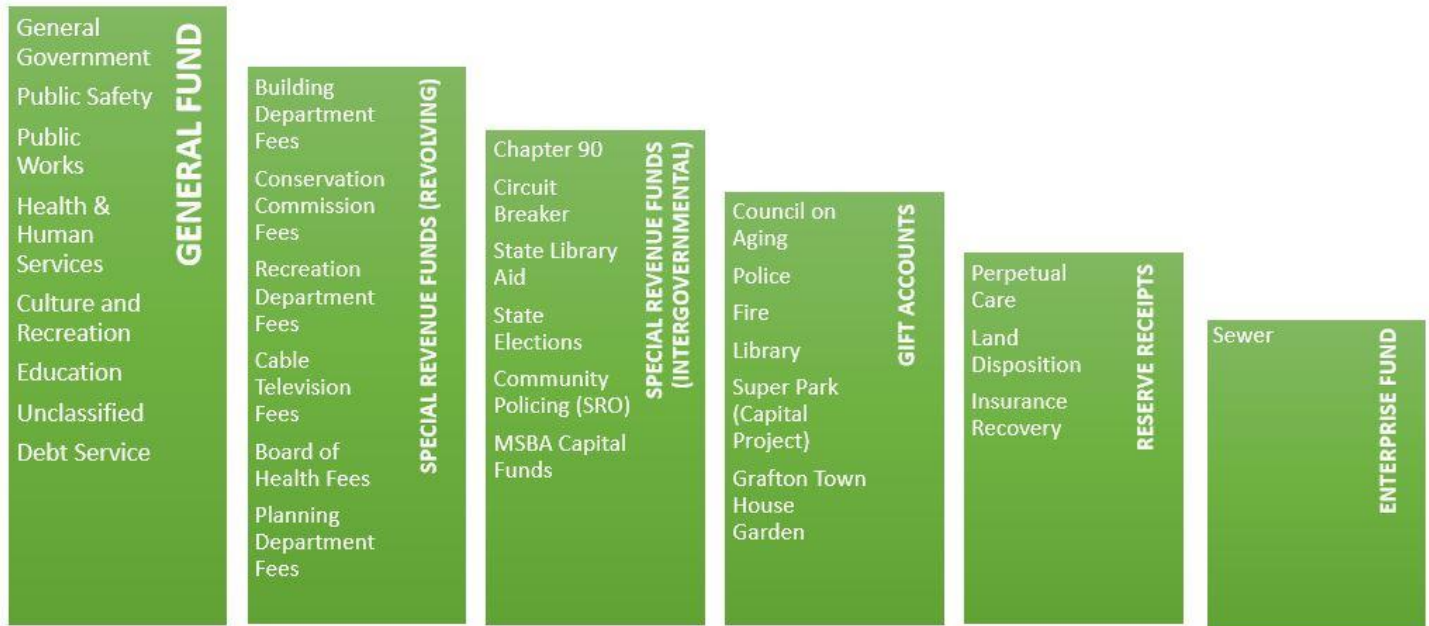 General
Government
Public Safety
Public
Works
Health &
Human
Services
Culture and
Recreation
Education
Unclassified
Debt Service
GENERAL FUND
Building
Department
Fees
Conservation
Commission
Fees
Recreation
Department
Fees
Cable
Television
Fees
Board of
Health Fees
Planning
Department
Fees
SPECIAL REVENUE FUNDS (REVOLVING)
Chapter 90
Circuit
Breaker
State Library
Aid
State
Elections
Community
Policing (SRO)
MSBA Capital
Funds
SPECIAL REVENUE FUNDS
(INTERGOVERNMENTAL)
Council on
Aging
Police
Fire
Library
Super Park
(Capital
Project)
Grafton Town
House
Garden
GIFT ACCOUNTS
Perpetual
Care
Land
Disposition
Insurance
Recovery
RESERVE RECEIPTS
Sewer
ENTERPRISE FUND